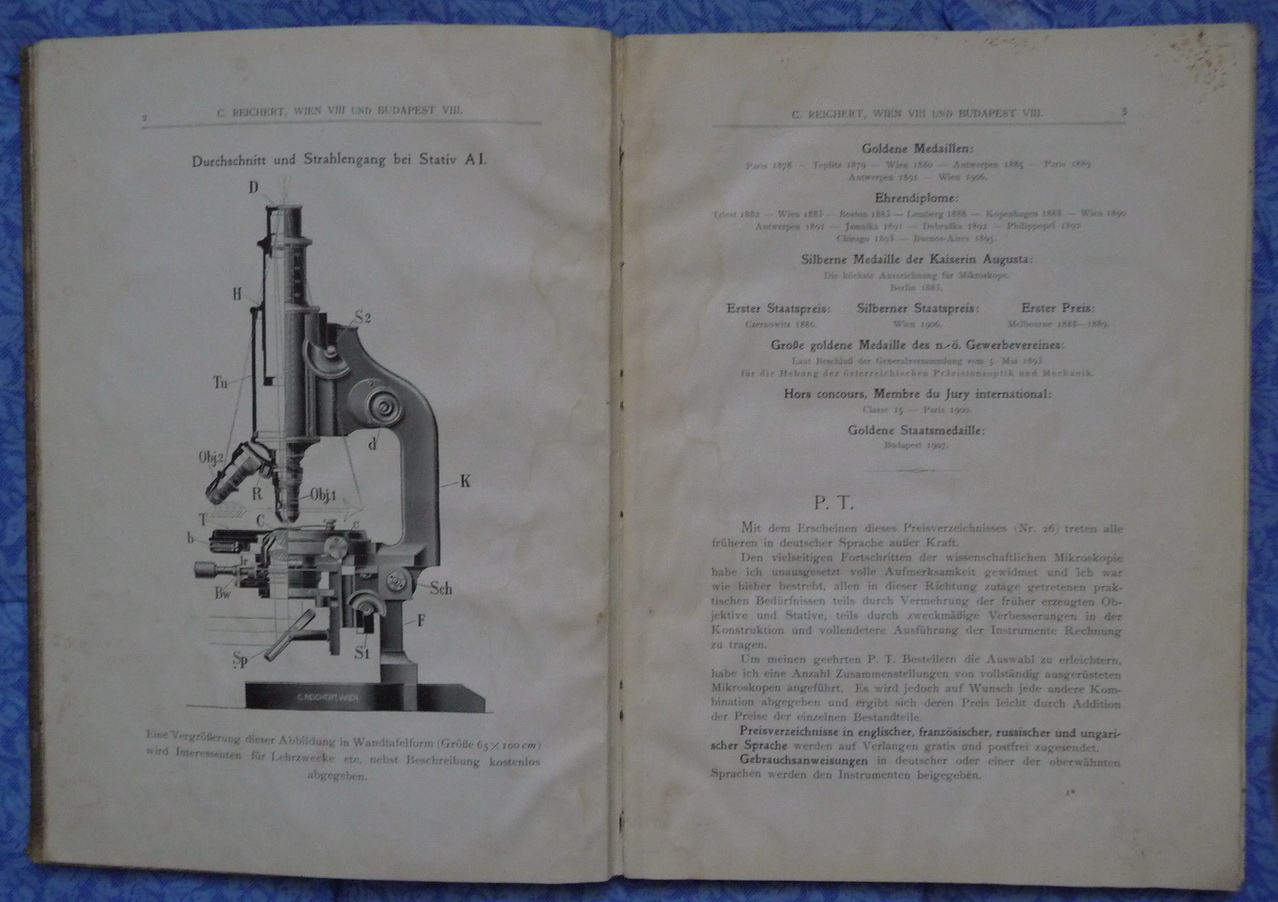 2
C. REICHERT, WIEN VIII UND BUDAPEST VIII.
Durchschnitt und Strahlengang bei Stativ A I.
D
H
S2
Tu
d
Obj.2
R
Obj.1
K
T
C
c
b
Bw
Sch
F
Sp
S1
C. REICHERT, WIEN
Eine Vergrößerung dieser Abbildung in Wandtafelform (Größe 65 × 100 cm)
wird Interessenten für Lehrzwecke etc. nebst Beschreibung kostenlos
abgegeben.
C. REICHERT, WIEN VIII UND BUDAPEST VIII.
3
Goldene Medaillen:
Paris 1878 — Teplitz 1879 — Wien 1880 — Antwerpen 1885 — Paris 1889
Antwerpen 1891 — Wien 1906.
Ehrendiplome:
Triest 1882 — Wien 1883 — Boston 1883 — Lemberg 1888 — Kopenhagen 1888 — Wien 1890
Antwerpen 1891 — Jamaika 1891 — Dobruška 1892 — Philippopel 1892
Chicago 1893 — Buenos-Aires 1895.
Silberne Medaille der Kaiserin Augusta:
Die höchste Auszeichnung für Mikroskope.
Berlin 1883.
Erster Staatspreis: Silberner Staatspreis: Erster Preis:
Czernowitz 1886. Wien 1906. Melbourne 1888—1889.
Große goldene Medaille des n.-ö. Gewerbevereines:
Laut Beschluß der Generalversammlung vom 5. Mai 1893
für die Hebung der österreichischen Präzisionsoptik und Mechanik.
Hors concours, Membre du Jury international:
Classe 15 — Paris 1900.
Goldene Staatsmedaille:
Budapest 1907.
P. T.
Mit dem Erscheinen dieses Preisverzeichnisses (Nr. 26) treten alle
früheren in deutscher Sprache außer Kraft.
Den vielseitigen Fortschritten der wissenschaftlichen Mikroskopie
habe ich unausgesetzt volle Aufmerksamkeit gewidmet und ich war
wie bisher bestrebt, allen in dieser Richtung zutage getretenen prak-
tischen Bedürfnissen teils durch Vermehrung der früher erzeugten Ob-
jektive und Stative, teils durch zweckmäßige Verbesserungen in der
Konstruktion und vollendetere Ausführung der Instrumente Rechnung
zu tragen.
Um meinen geehrten P. T. Bestellern die Auswahl zu erleichtern,
habe ich eine Anzahl Zusammenstellungen von vollständig ausgerüsteten
Mikroskopen angeführt. Es wird jedoch auf Wunsch jede andere Kom-
bination abgegeben und ergibt sich deren Preis leicht durch Addition
der Preise der einzelnen Bestandteile.
Preisverzeichnisse in englischer, französischer, russischer und ungari-
scher Sprache werden auf Verlangen gratis und postfrei zugesendet.
Gebrauchsanweisungen in deutscher oder einer der oberwähnten
Sprachen werden den Instrumenten beigegeben.
1*